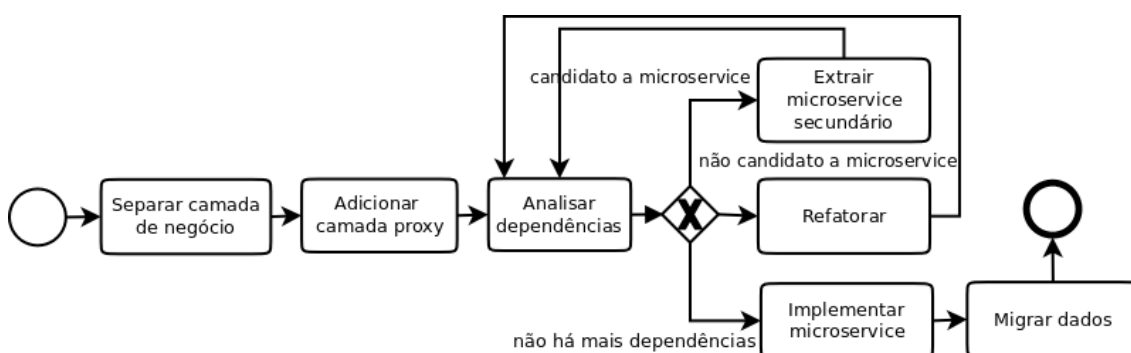 candidato a microservice
Extrair
microservice
secundário
não candidato a microservice
Separar camada
de negócio
Adicionar
camada proxy
Analisar
dependências
X
Refatorar
não há mais dependências
Implementar
microservice
Migrar dados